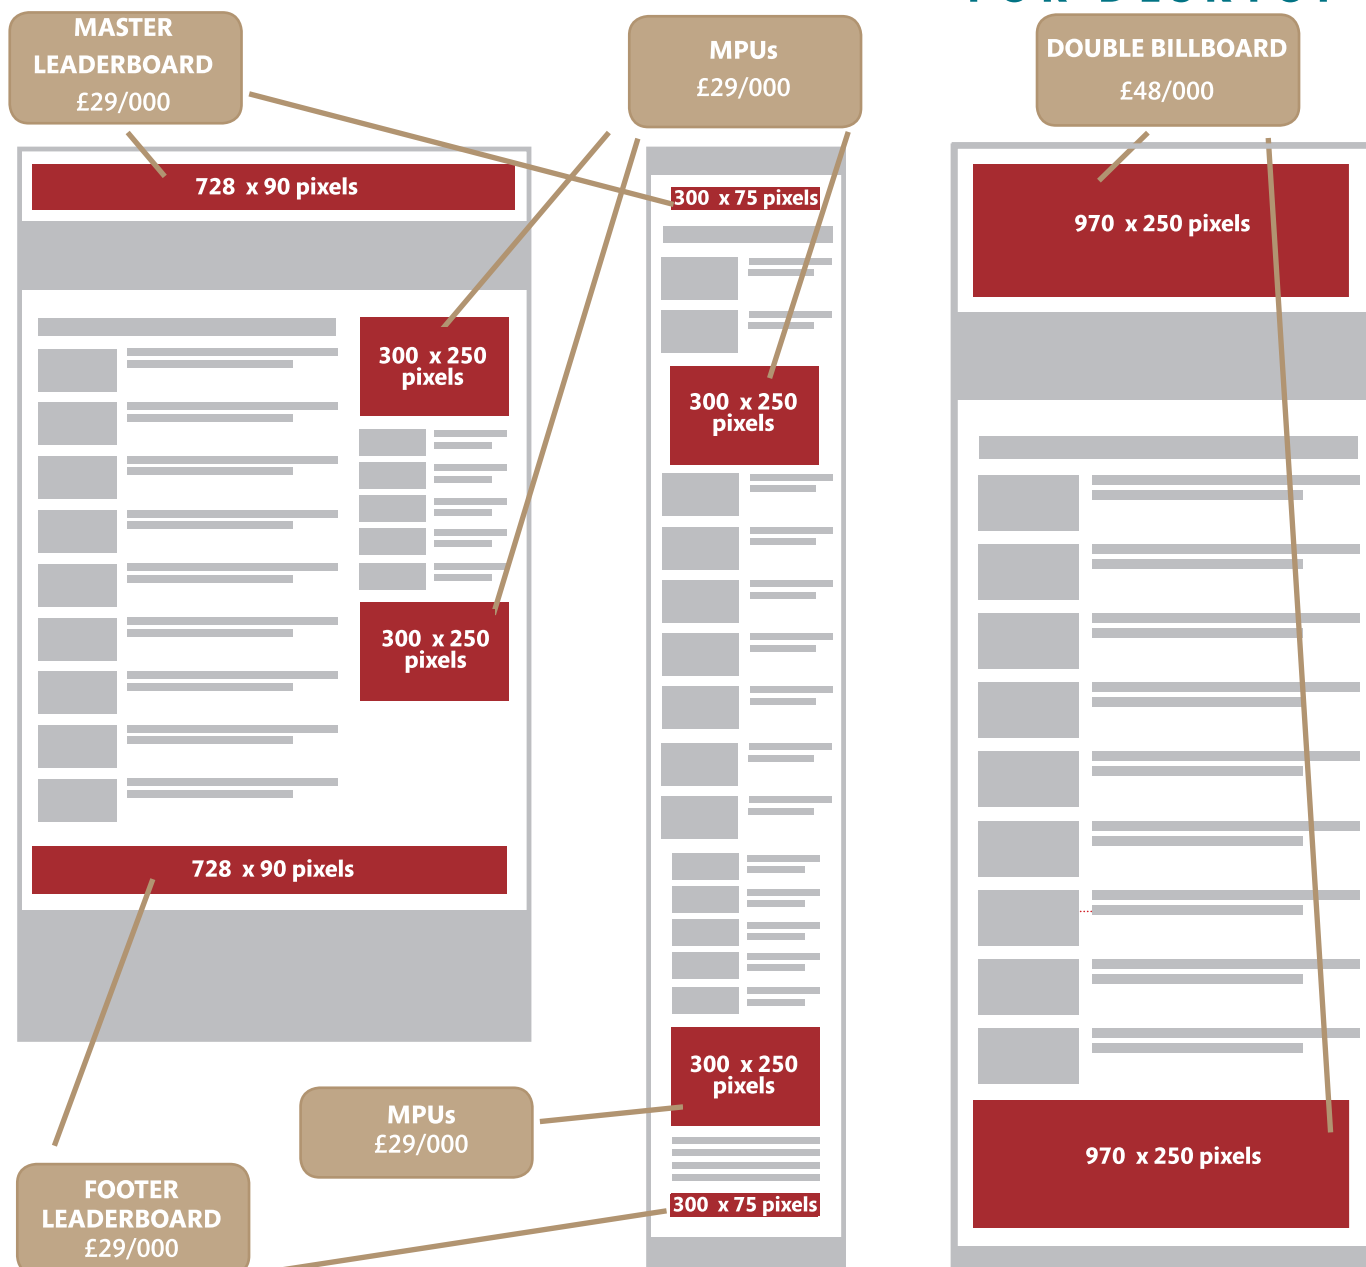 FOR DESKTOP
MASTER
LEADERBOARD
£29/000
MPUs
£29/000
DOUBLE BILLBOARD
£48/000
728 x 90 pixels
300 x 75 pixels
970 x 250 pixels
300 x 250
pixels
300 x 250
pixels
300 x 250
pixels
728 x 90 pixels
300 x 250
pixels
MPUs
£29/000
970 x 250 pixels
FOOTER
LEADERBOARD
£29/000
300 x 75 pixels